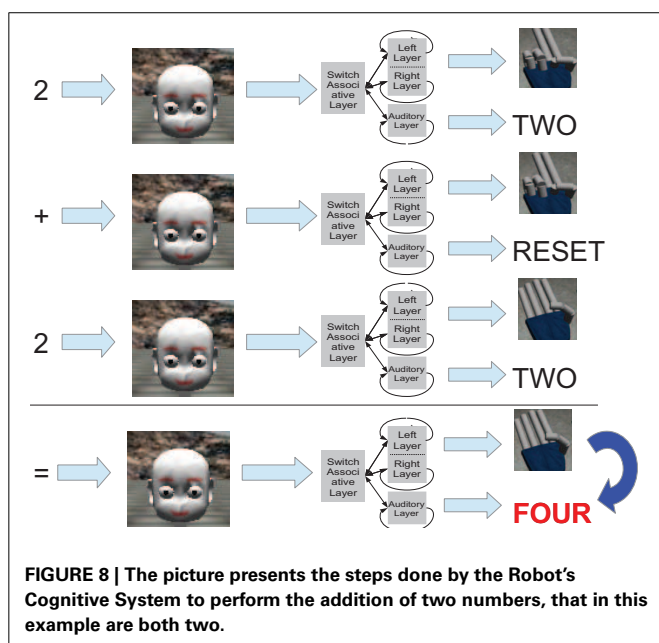 2
Switch
Associ
ative
Layer
Left
Layer
Right
Layer
Auditory
Layer
TWO
+
Switch
Associ
ative
Layer
Left
Layer
Right
Layer
Auditory
Layer
RESET
2
Switch
Associ
ative
Layer
Left
Layer
Right
Layer
Auditory
Layer
TWO
=
Switch
Associ
ative
Layer
Left
Layer
Right
Layer
Auditory
Layer
FOUR
FIGURE 8 | The picture presents the steps done by the Robot's
Cognitive System to perform the addition of two numbers, that in this
example are both two.